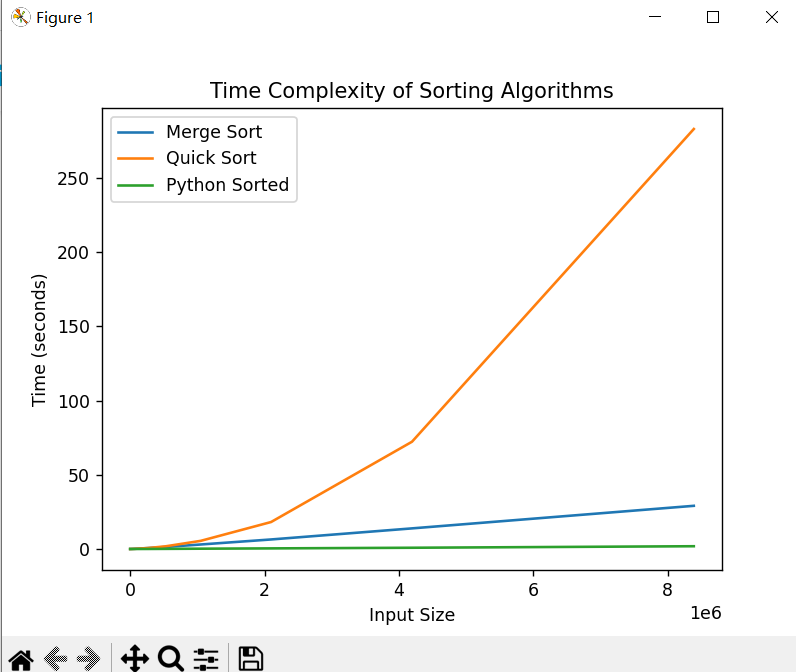 Figure 1
Time Complexity of Sorting Algorithms
Merge Sort
Quick Sort
Python Sorted
250
200
150
100
50
0
Time (seconds)
0 2 4 6 8
1e6
Input Size